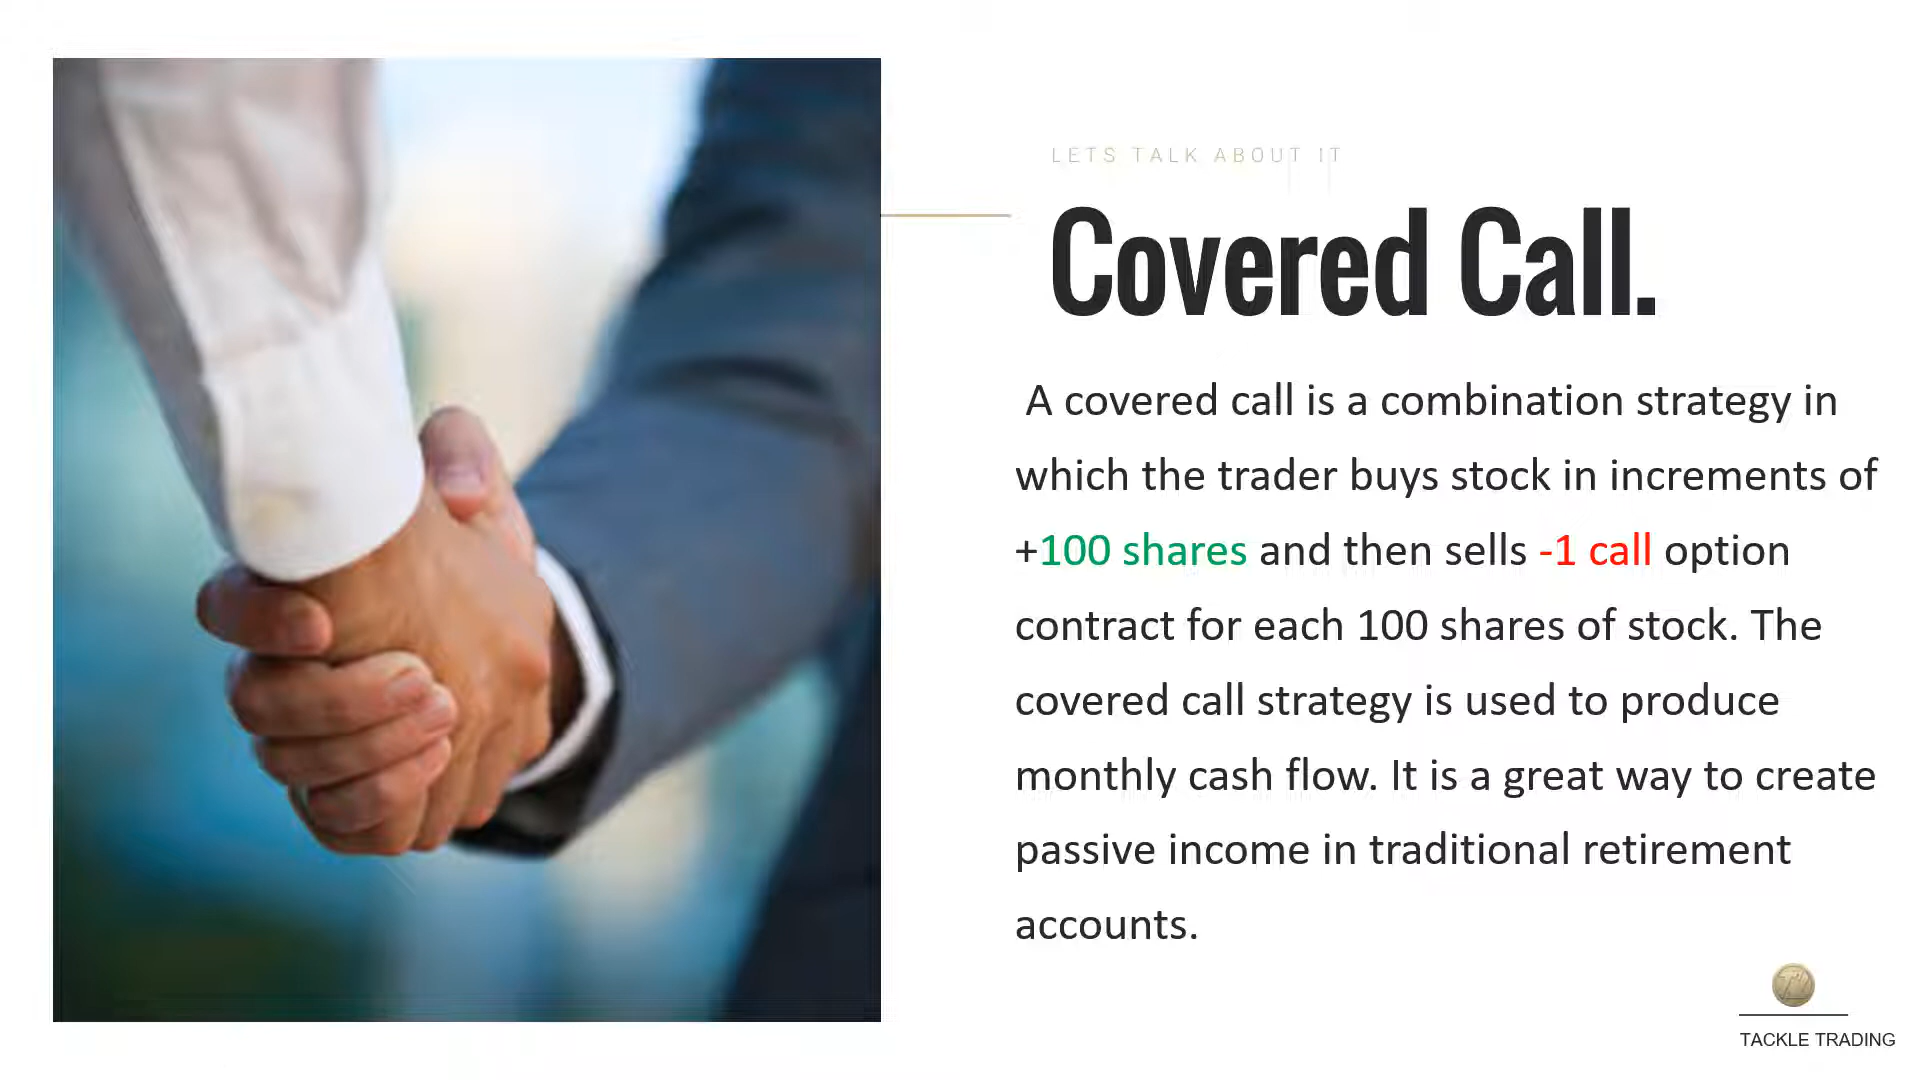 LETS TALK ABOUT IT
Covered Call.
A covered call is a combination strategy in
which the trader buys stock in increments of
+100 shares and then sells -1 call option
contract for each 100 shares of stock. The
covered call strategy is used to produce
monthly cash flow. It is a great way to create
passive income in traditional retirement
accounts.
TACKLE TRADING